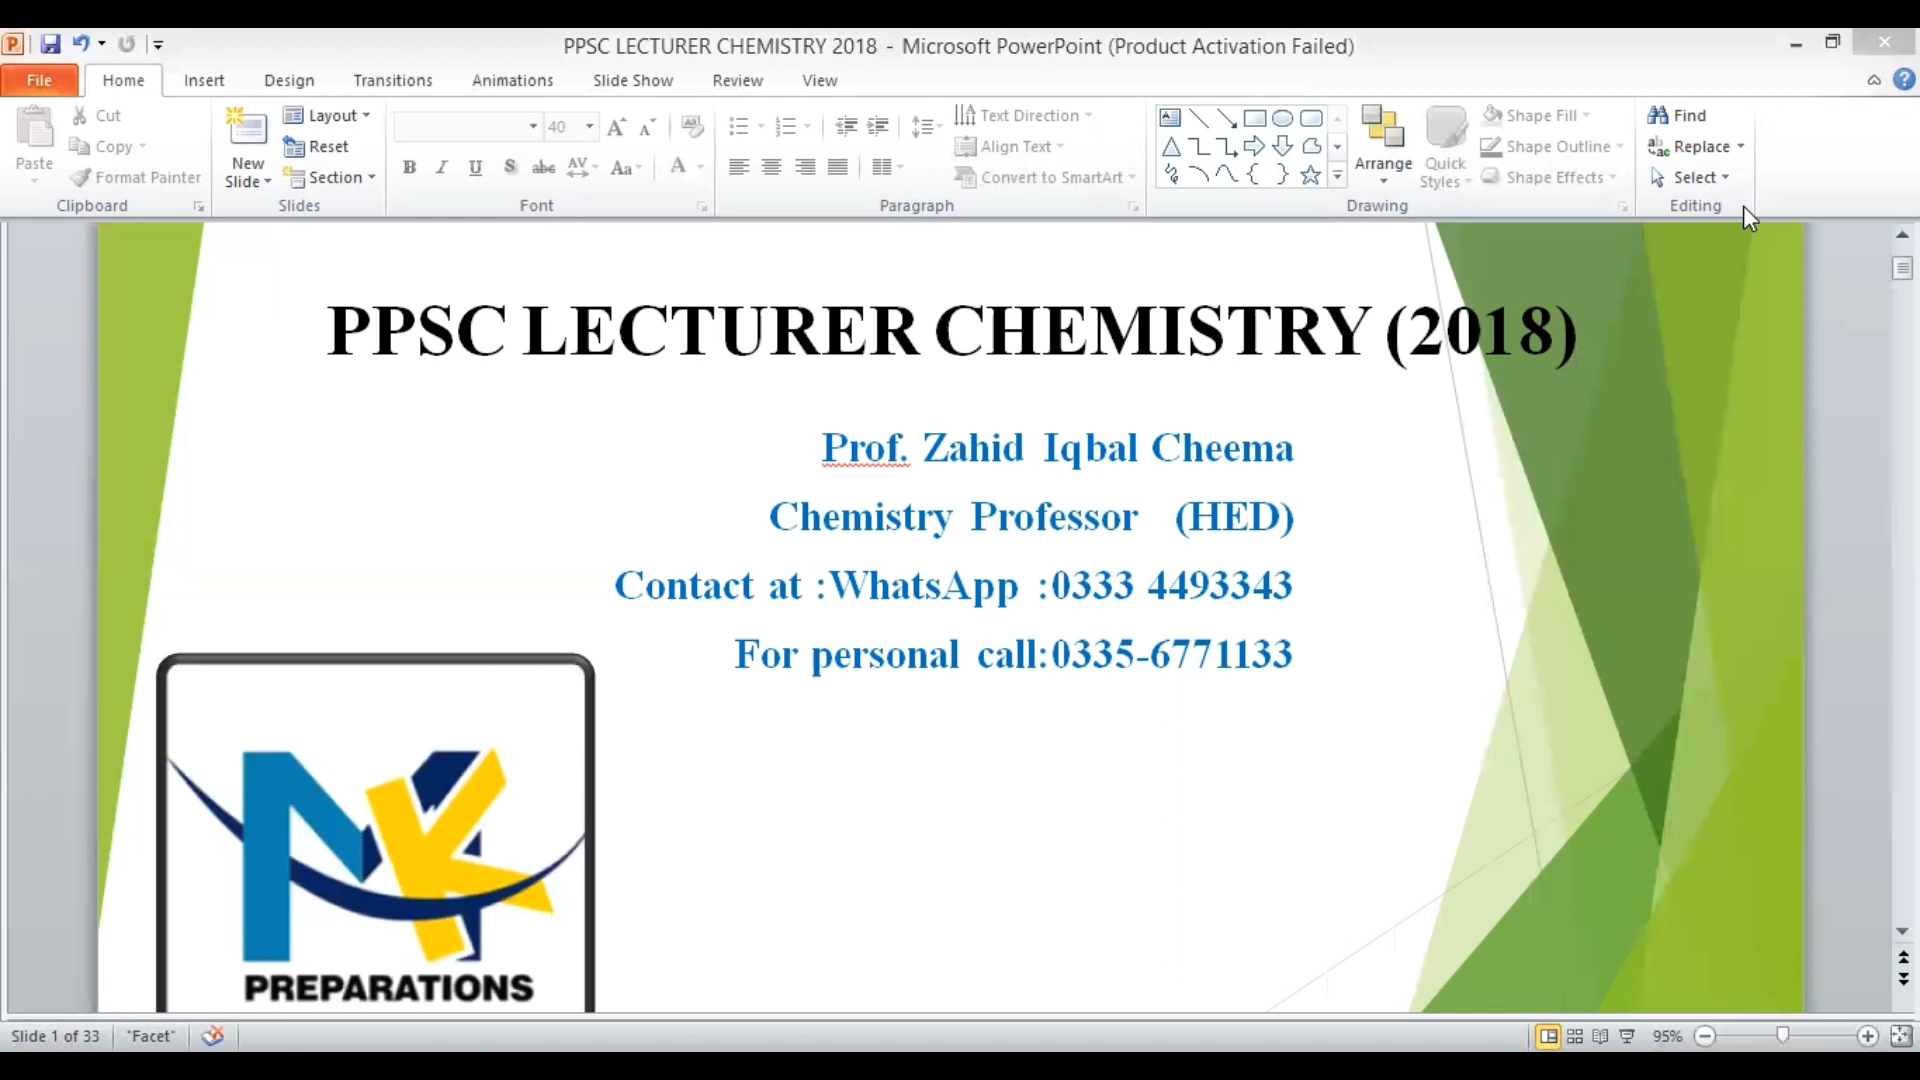 PPSC LECTURER CHEMISTRY 2018 - Microsoft PowerPoint (Product Activation Failed)
File Home Insert Design Transitions Animations Slide Show Review View
Paste
Cut
Copy
Format Painter
Clipboard
New Slide
Layout
Reset
Section
Slides
40
B I U S abc AV Aa A
Font
Text Direction
Align Text
Convert to SmartArt
Paragraph
Arrange
Quick Styles
Shape Fill
Shape Outline
Shape Effects
Drawing
Find
Replace
Select
Editing
PPSC LECTURER CHEMISTRY (2018)
Prof. Zahid Iqbal Cheema
Chemistry Professor (HED)
Contact at :WhatsApp :0333 4493343
For personal call:0335-6771133
NK
PREPARATIONS
Slide 1 of 33 "Facet" 95%